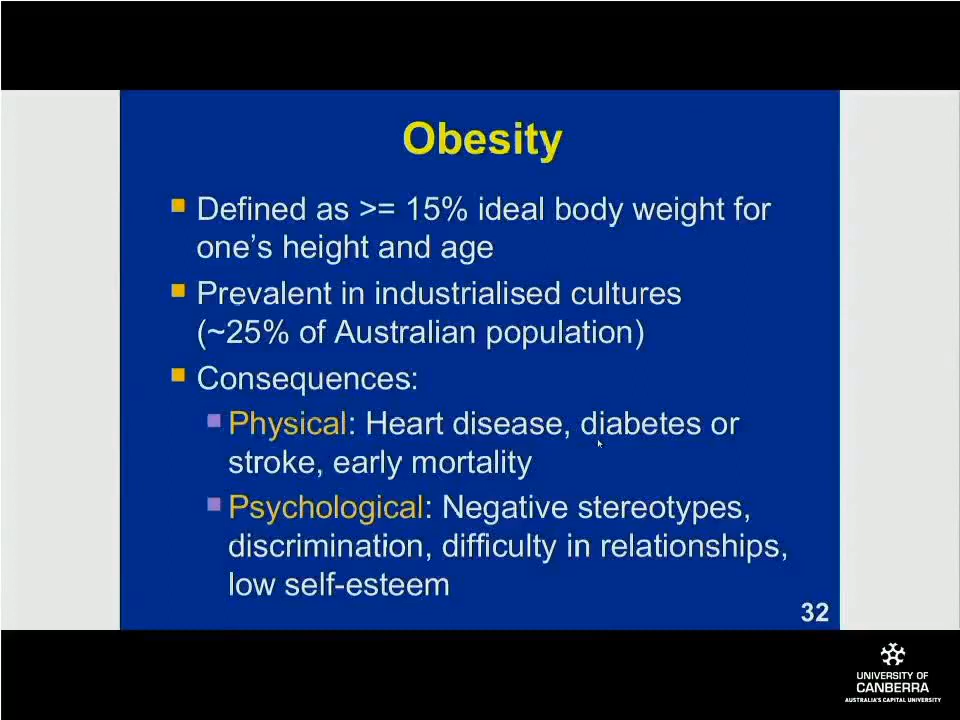 Obesity
Defined as >= 15% ideal body weight for
one's height and age
Prevalent in industrialised cultures
(~25% of Australian population)
Consequences:
Physical: Heart disease, diabetes or
stroke, early mortality
Psychological: Negative stereotypes,
discrimination, difficulty in relationships,
low self-esteem
32
UNIVERSITY OF
CANBERRA
AUSTRALIA'S CAPITAL UNIVERSITY